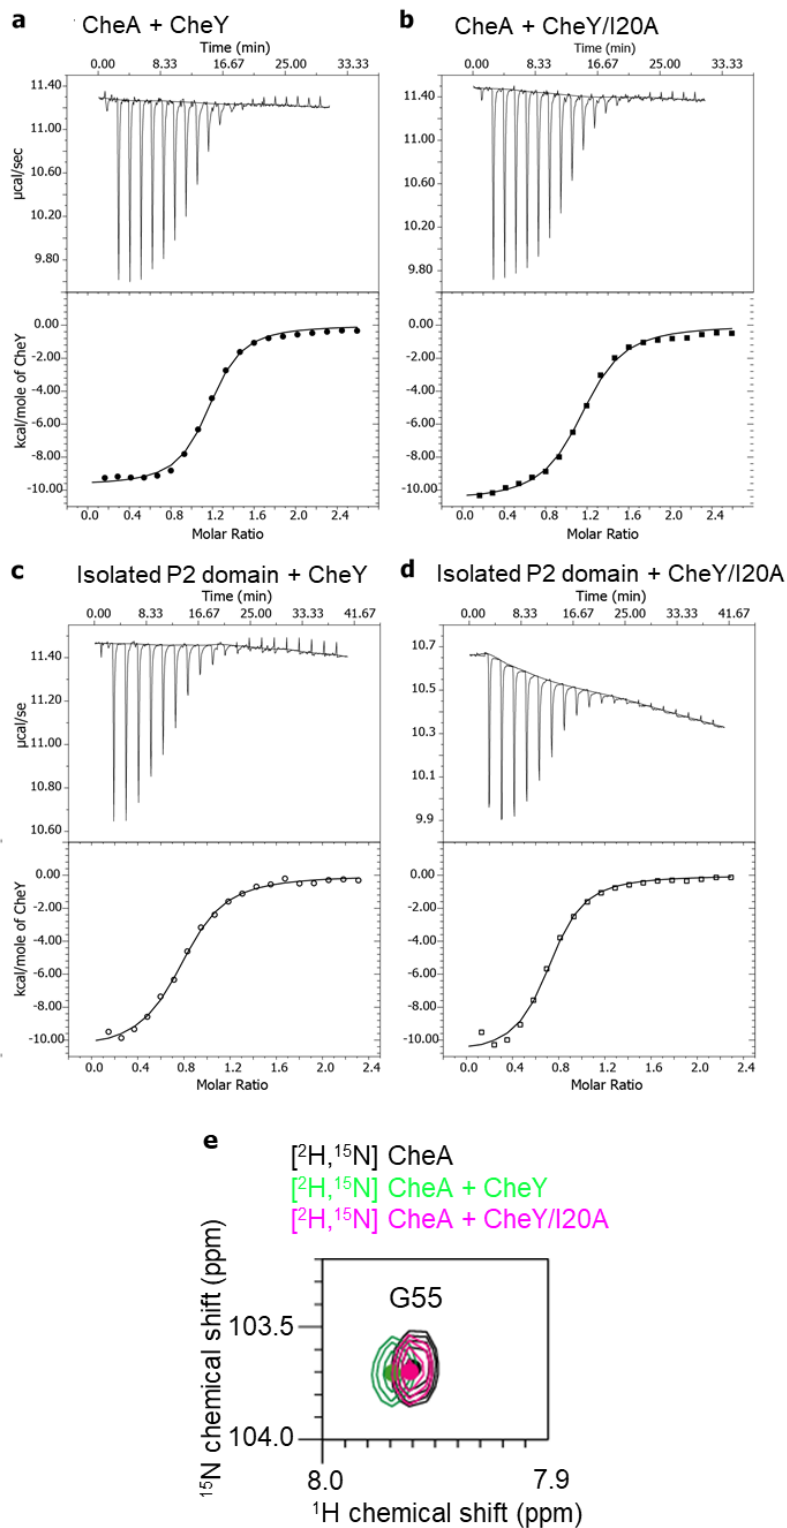 a
CheA + CheY
Time (min)
0.00 8.33 16.67 25.00 33.33
11.40
11.20
10.60
10.20
9.80
µcal/sec
0.00
-2.00
-4.00
-6.00
-8.00
-10.00
kcal/mole of CheY
0.0 0.4 0.8 1.2 1.6 2.0 2.4
Molar Ratio
b
CheA + CheY/I20A
Time (min)
0.00 8.33 16.67 25.00 33.33
11.40
11.00
10.60
10.20
9.80
0.00
-2.00
-4.00
-6.00
-8.00
-10.00
0.0 0.4 0.8 1.2 1.6 2.0 2.4
Molar Ratio
c
Isolated P2 domain + CheY
Time (min)
0.00 8.33 16.67 25.00 33.33 41.67
11.40
11.20
11.00
10.80
10.60
µcal/se
0.00
-2.00
-4.00
-6.00
-8.00
-10.00
kcal/mole of CheY
0.0 0.4 0.8 1.2 1.6 2.0 2.4
Molar Ratio
d
Isolated P2 domain + CheY/I20A
Time (min)
0.00 8.33 16.67 25.00 33.33 41.67
10.7
10.5
10.3
10.1
9.9
0.00
-2.00
-4.00
-6.00
-8.00
-10.00
0.0 0.4 0.8 1.2 1.6 2.0 2.4
Molar Ratio
e
[²H,¹⁵N] CheA
[²H,¹⁵N] CheA + CheY
[²H,¹⁵N] CheA + CheY/I20A
G55
103.5
104.0
¹⁵N chemical shift (ppm)
8.0 7.9
¹H chemical shift (ppm)